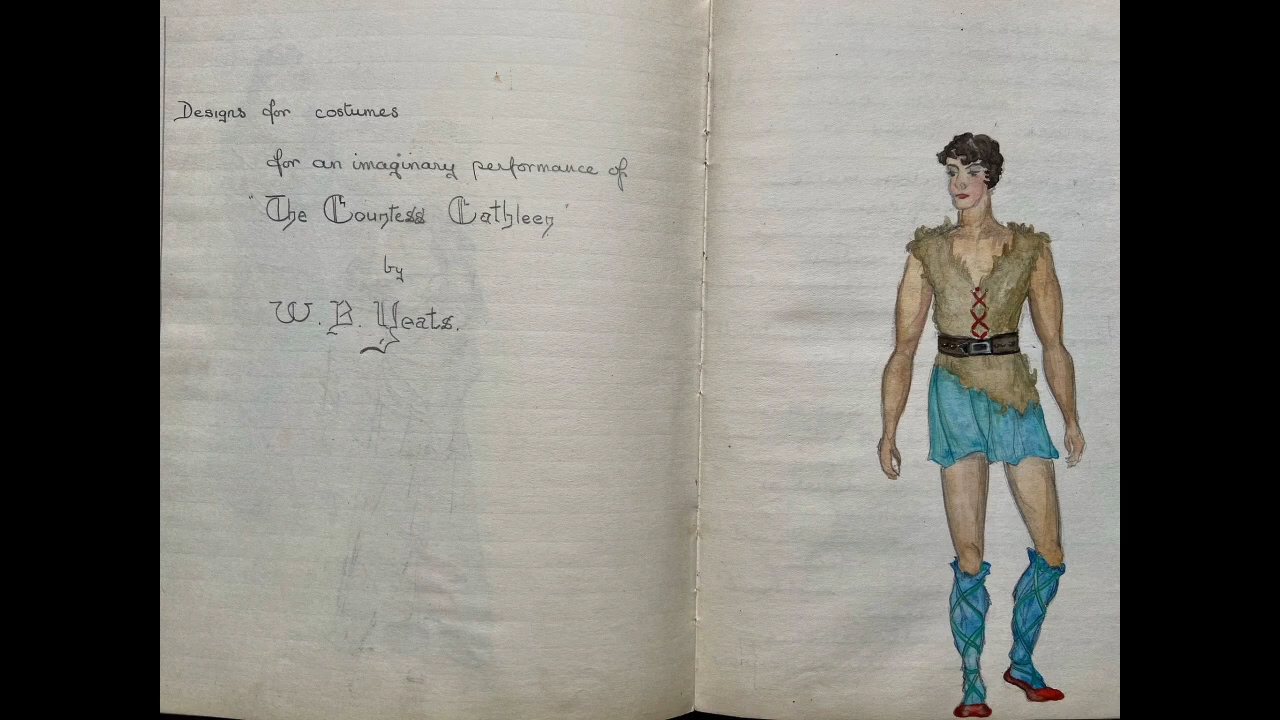 Designs for costumes
for an imaginary performance of
"The Countess Cathleen"
by
W. B. Yeats.